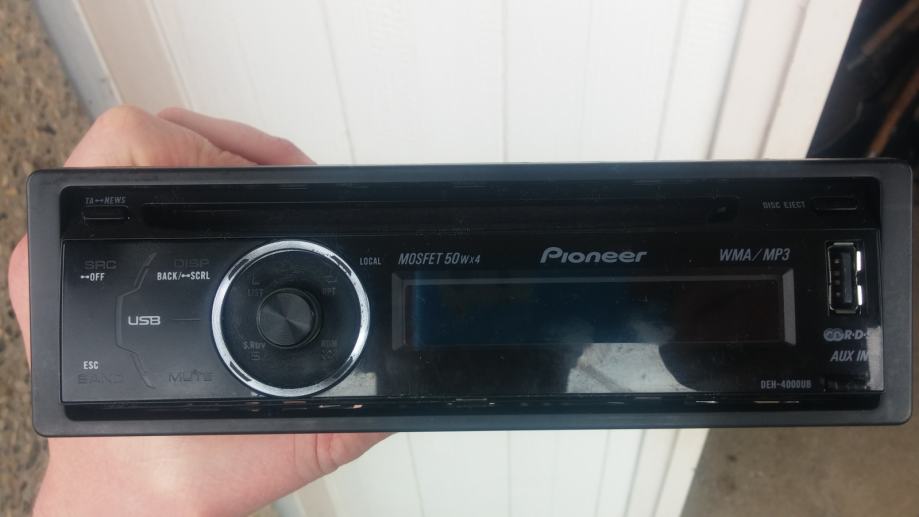 TA ←→NEWS
DISC EJECT
SRC
←→OFF
DISP
BACK/←→SCRL
LOCAL
MOSFET 50W×4
Pioneer
WMA/MP3
LIST
RPT
USB
S.Rtrv
RDM
R·D·S
AUX IN
ESC
BAND
MUTE
DEH-4000UB